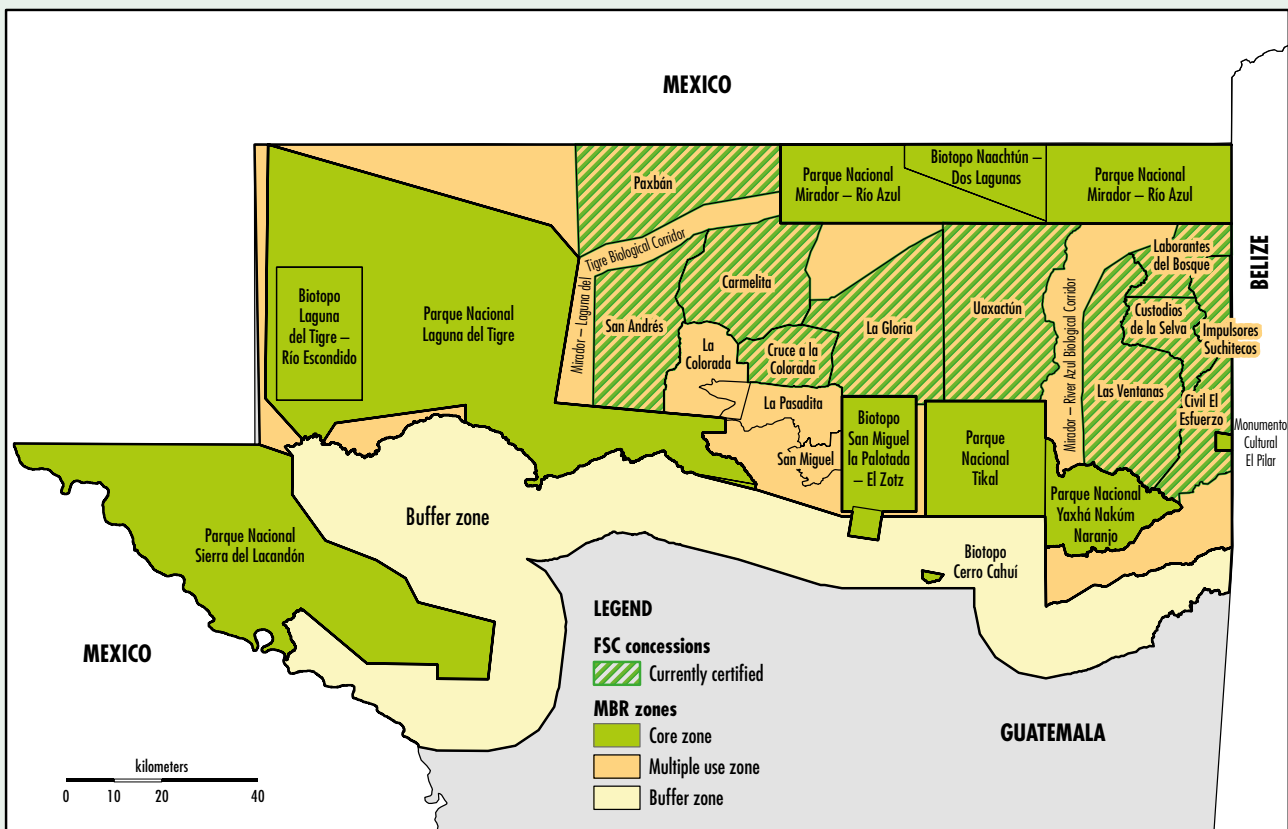 MEXICO
Paxbán
Parque Nacional
Mirador – Río Azul
Biotopo Naachtún –
Dos Lagunas
Parque Nacional
Mirador – Río Azul
Tigre Biological Corridor
Mirador – Laguna del
Laborantes
del Bosque
BELIZE
Carmelita
Biotopo
Laguna
del Tigre –
Río Escondido
Parque Nacional
Laguna del Tigre
San Andrés
La Gloria
Uaxactún
Mirador – River Azul Biological Corridor
Custodios
de la Selva
Impulsores
Suchitecos
La
Colorada
Cruce a la
Colorada
Las Ventanas
La Pasadita
Civil El
Esfuerzo
Biotopo
San Miguel
la Palotada
– El Zotz
Parque
Nacional
Tikal
Monumento
Cultural
El Pilar
San Miguel
Parque Nacional
Yaxhá Nakúm
Naranjo
Buffer zone
Parque Nacional
Sierra del Lacandón
Biotopo
Cerro Cahuí
MEXICO
LEGEND
FSC concessions
Currently certified
MBR zones
Core zone
Multiple use zone
Buffer zone
GUATEMALA
kilometers
0 10 20 40